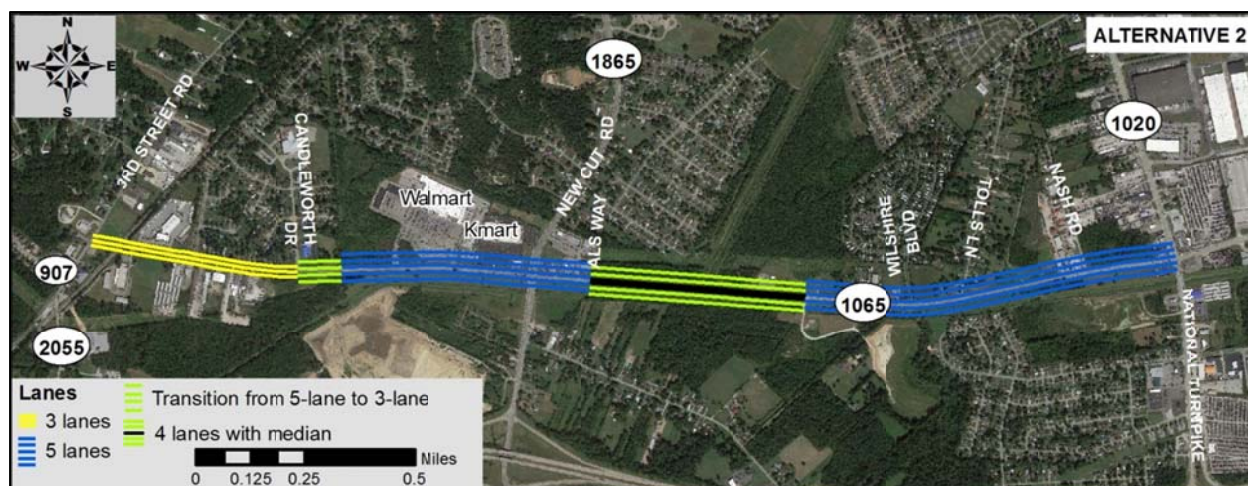 ALTERNATIVE 2
N
W E
S
1865
3RD STREET RD
CANDLEWORTH
DR
Walmart
Kmart
NEW CUT RD
ALS WAY
WILSHIRE
BLVD
TOLLS LN
NASH RD
1020
907
2055
1065
NATIONAL TURNPIKE
Lanes
3 lanes
5 lanes
Transition from 5-lane to 3-lane
4 lanes with median
Niles
0 0.125 0.25 0.5